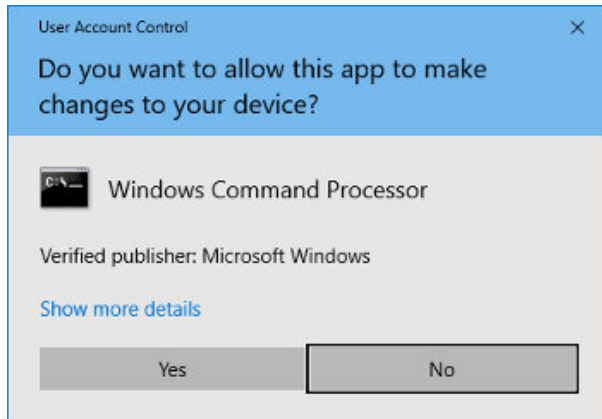 User Account Control
Do you want to allow this app to make
changes to your device?
C:\_
Windows Command Processor
Verified publisher: Microsoft Windows
Show more details
Yes No